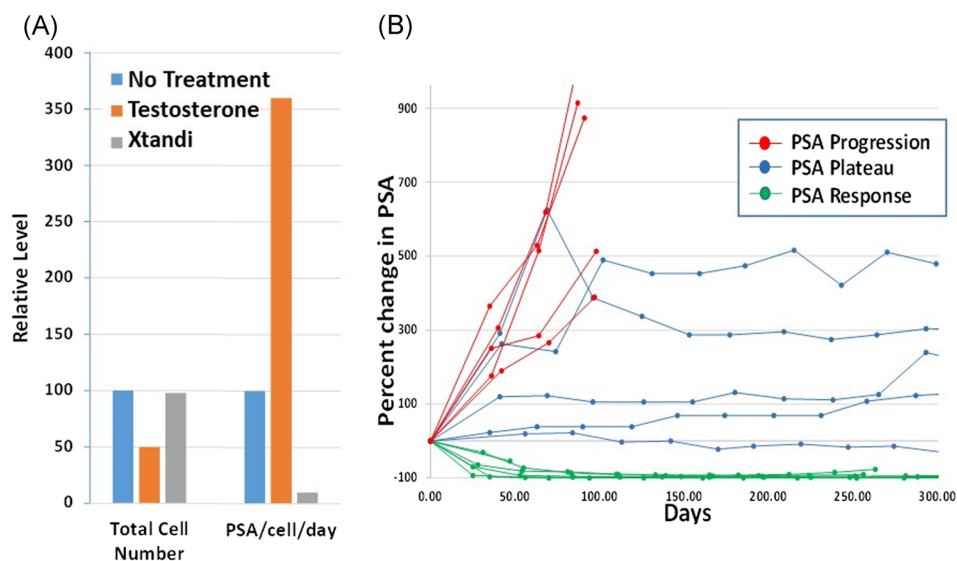 (A)
400
350
300
250
200
150
100
50
0
Relative Level
No Treatment
Testosterone
Xtandi
Total Cell
Number
PSA/cell/day
(B)
900
700
500
300
100
-100
Percent change in PSA
PSA Progression
PSA Plateau
PSA Response
0.00 50.00 100.00 150.00 200.00 250.00 300.00
Days